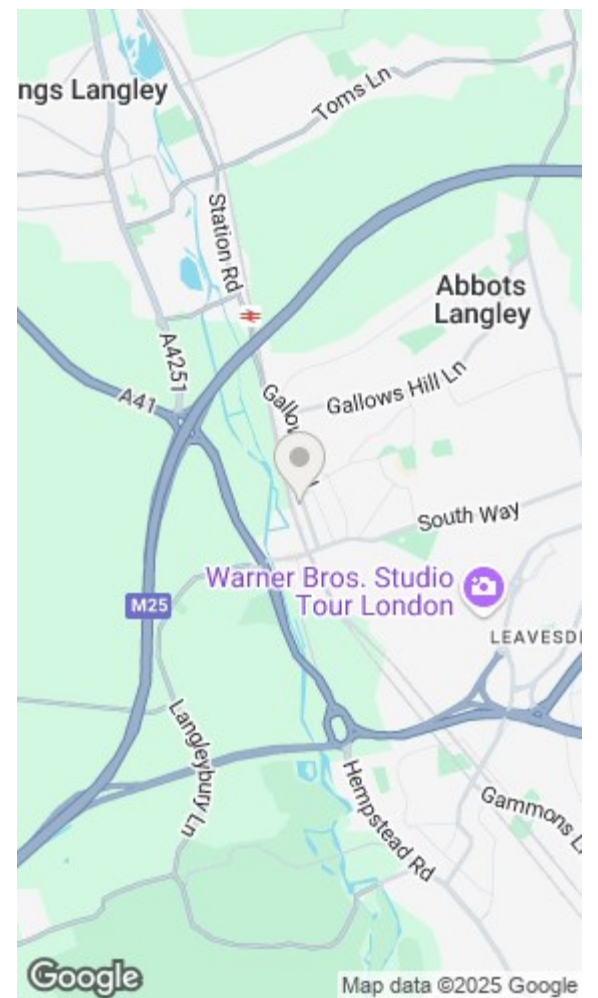 ngs Langley
Toms Ln
Station Rd
Abbots
Langley
A4251
A41
Gallows Hill Ln
Gallow
South Way
Warner Bros. Studio
Tour London
M25
LEAVESD
Langleybury Ln
Hempstead Rd
Gammons L
Google
Map data ©2025 Google